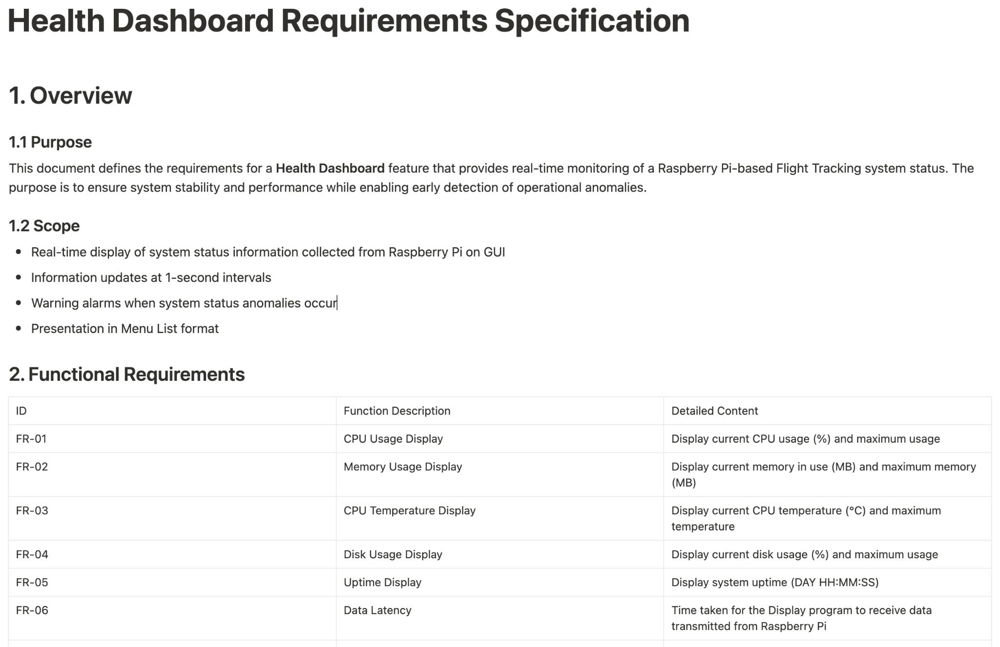 Health Dashboard Requirements Specification
1. Overview
1.1 Purpose
This document defines the requirements for a Health Dashboard feature that provides real-time monitoring of a Raspberry Pi-based Flight Tracking system status. The
purpose is to ensure system stability and performance while enabling early detection of operational anomalies.
1.2 Scope
• Real-time display of system status information collected from Raspberry Pi on GUI
• Information updates at 1-second intervals
• Warning alarms when system status anomalies occur
• Presentation in Menu List format
2. Functional Requirements
ID Function Description Detailed Content
FR-01 CPU Usage Display Display current CPU usage (%) and maximum usage
FR-02 Memory Usage Display Display current memory in use (MB) and maximum memory
(MB)
FR-03 CPU Temperature Display Display current CPU temperature (°C) and maximum
temperature
FR-04 Disk Usage Display Display current disk usage (%) and maximum usage
FR-05 Uptime Display Display system uptime (DAY HH:MM:SS)
FR-06 Data Latency Time taken for the Display program to receive data
transmitted from Raspberry Pi